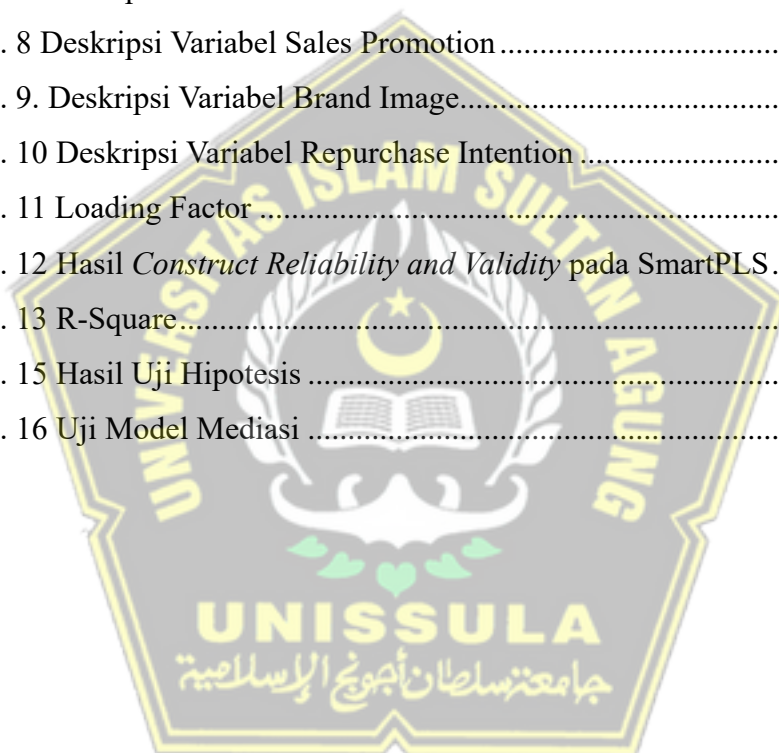 . 8 Deskripsi Variabel Sales Promotion
. 9. Deskripsi Variabel Brand Image
. 10 Deskripsi Variabel Repurchase Intention
. 11 Loading Factor
. 12 Hasil Construct Reliability and Validity pada SmartPLS
. 13 R-Square
. 15 Hasil Uji Hipotesis
. 16 Uji Model Mediasi
UNIVERSITAS ISLAM SULTAN AGUNG
UNISSULA
جامعة سلطان أجونج الإسلامية